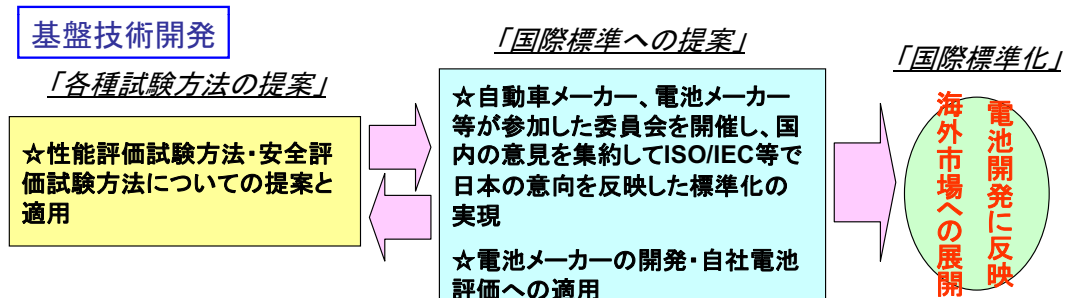 基盤技術開発
「各種試験方法の提案」
☆性能評価試験方法・安全評
価試験方法についての提案と
適用
「国際標準への提案」
☆自動車メーカー、電池メーカー
等が参加した委員会を開催し、国
内の意見を集約してISO/IEC等で
日本の意向を反映した標準化の
実現
☆電池メーカーの開発・自社電池
評価への適用
「国際標準化」
電池開発に反映
海外市場への展開